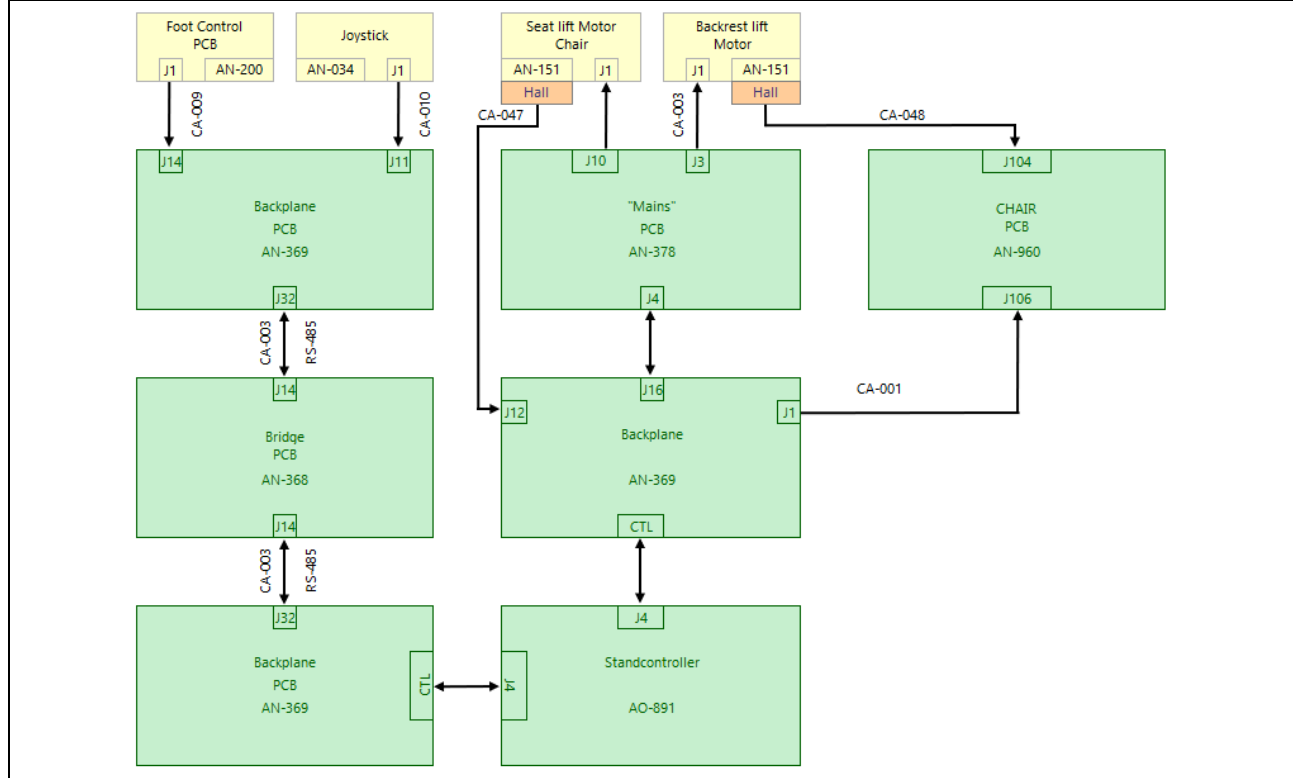 Foot Control
PCB
J1
AN-200
Joystick
AN-034
J1
Seat lift Motor
Chair
AN-151
J1
Hall
Backrest lift
Motor
J1
AN-151
Hall
CA-009
CA-010
CA-047
CA-003
CA-048
J14
J11
Backplane
PCB
AN-369
J32
J10
J3
"Mains"
PCB
AN-378
J4
J104
CHAIR
PCB
AN-960
J106
CA-003
RS-485
J14
Bridge
PCB
AN-368
J14
J16
J12
J1
Backplane
AN-369
CTL
CA-001
CA-003
RS-485
J32
Backplane
PCB
AN-369
CTL
J4
J4
Standcontroller
AO-891